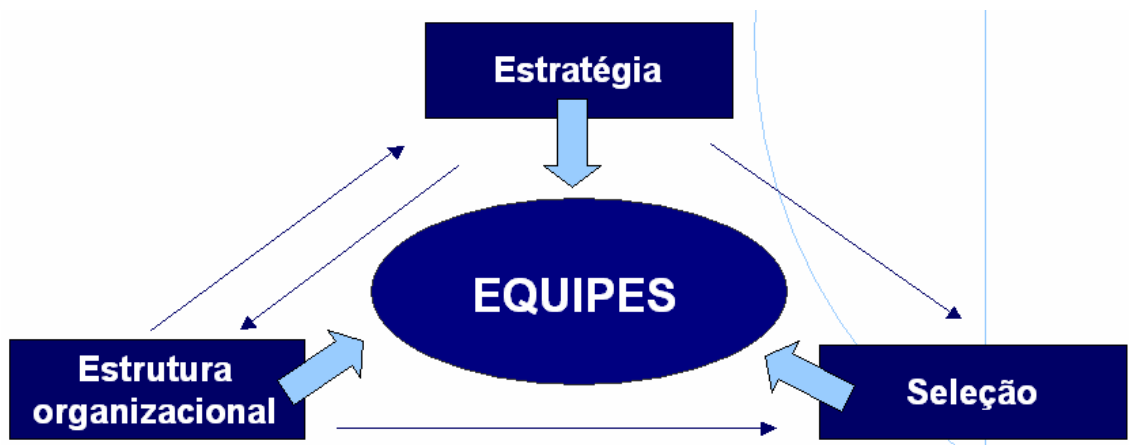 Estratégia
EQUIPES
Estrutura
organizacional
Seleção